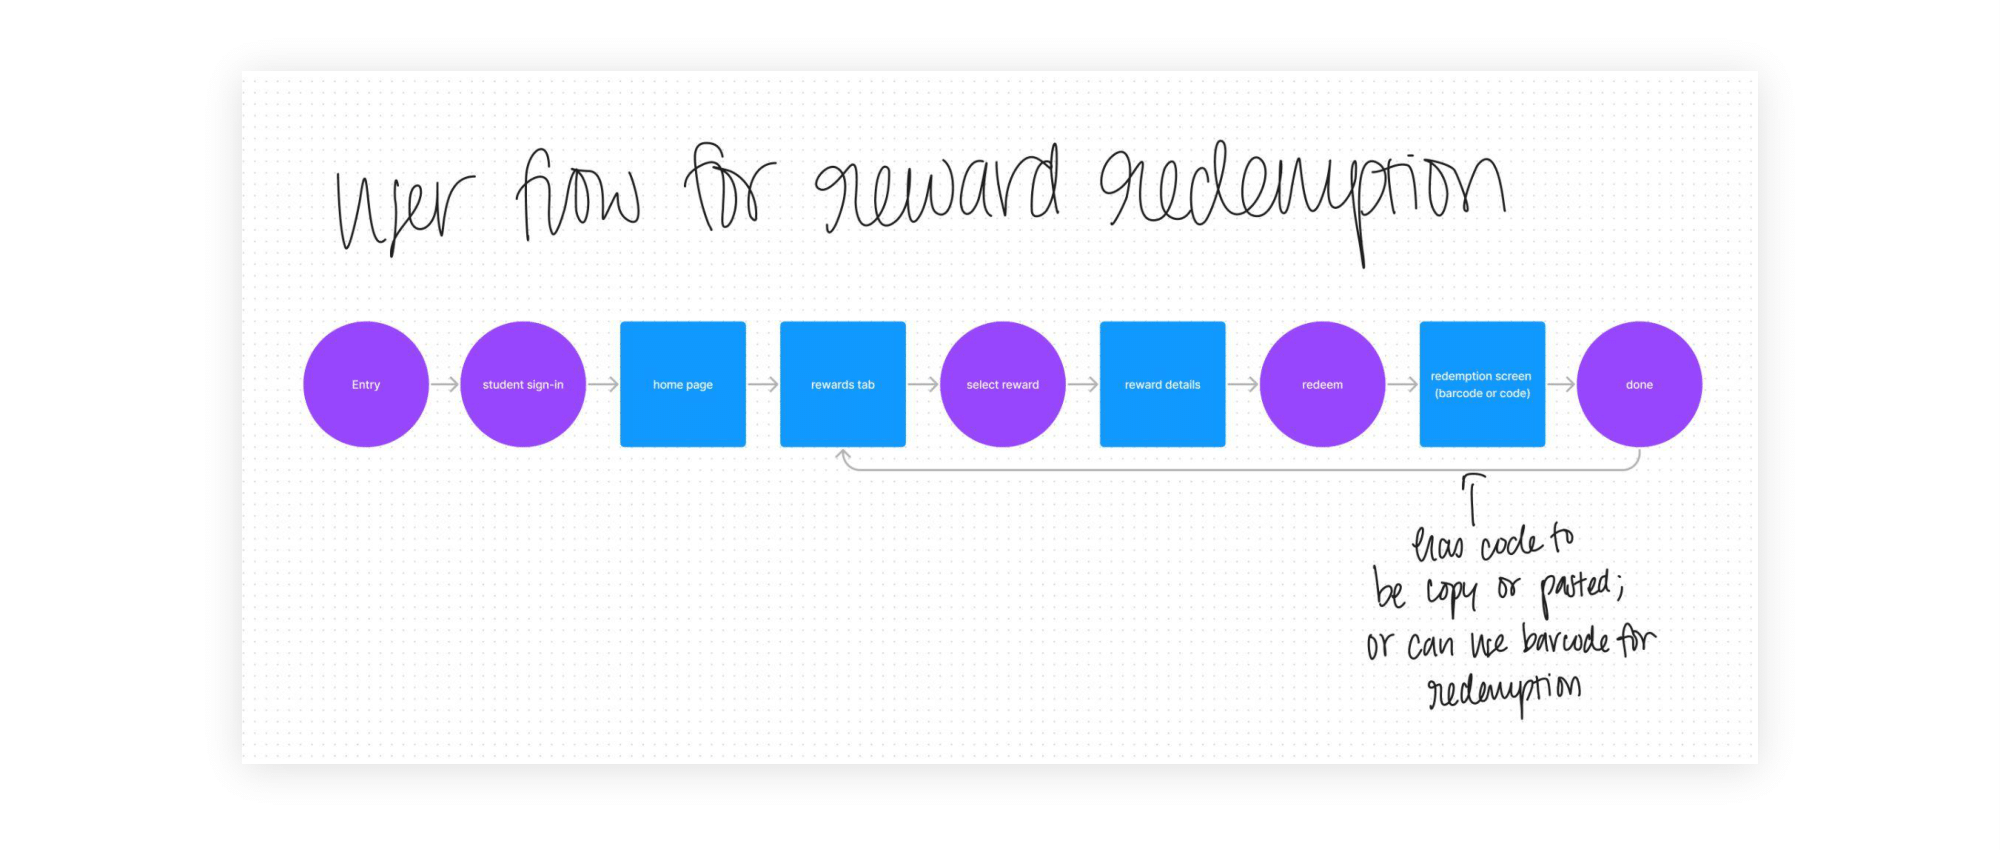 user flow for reward redemption
Entry
student sign-in
home page
rewards tab
select reward
reward details
redeem
redemption screen
(barcode or code)
done
has code to
be copy or pasted;
or can use barcode for
redemption